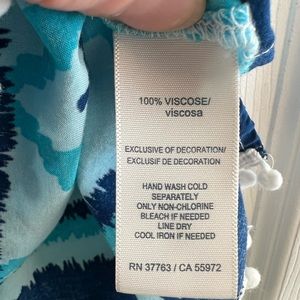 100% VISCOSE/
viscosa
EXCLUSIVE OF DECORATION/
EXCLUSIF DE DECORATION
HAND WASH COLD
SEPARATELY
ONLY NON-CHLORINE
BLEACH IF NEEDED
LINE DRY
COOL IRON IF NEEDED
RN 37763 / CA 55972